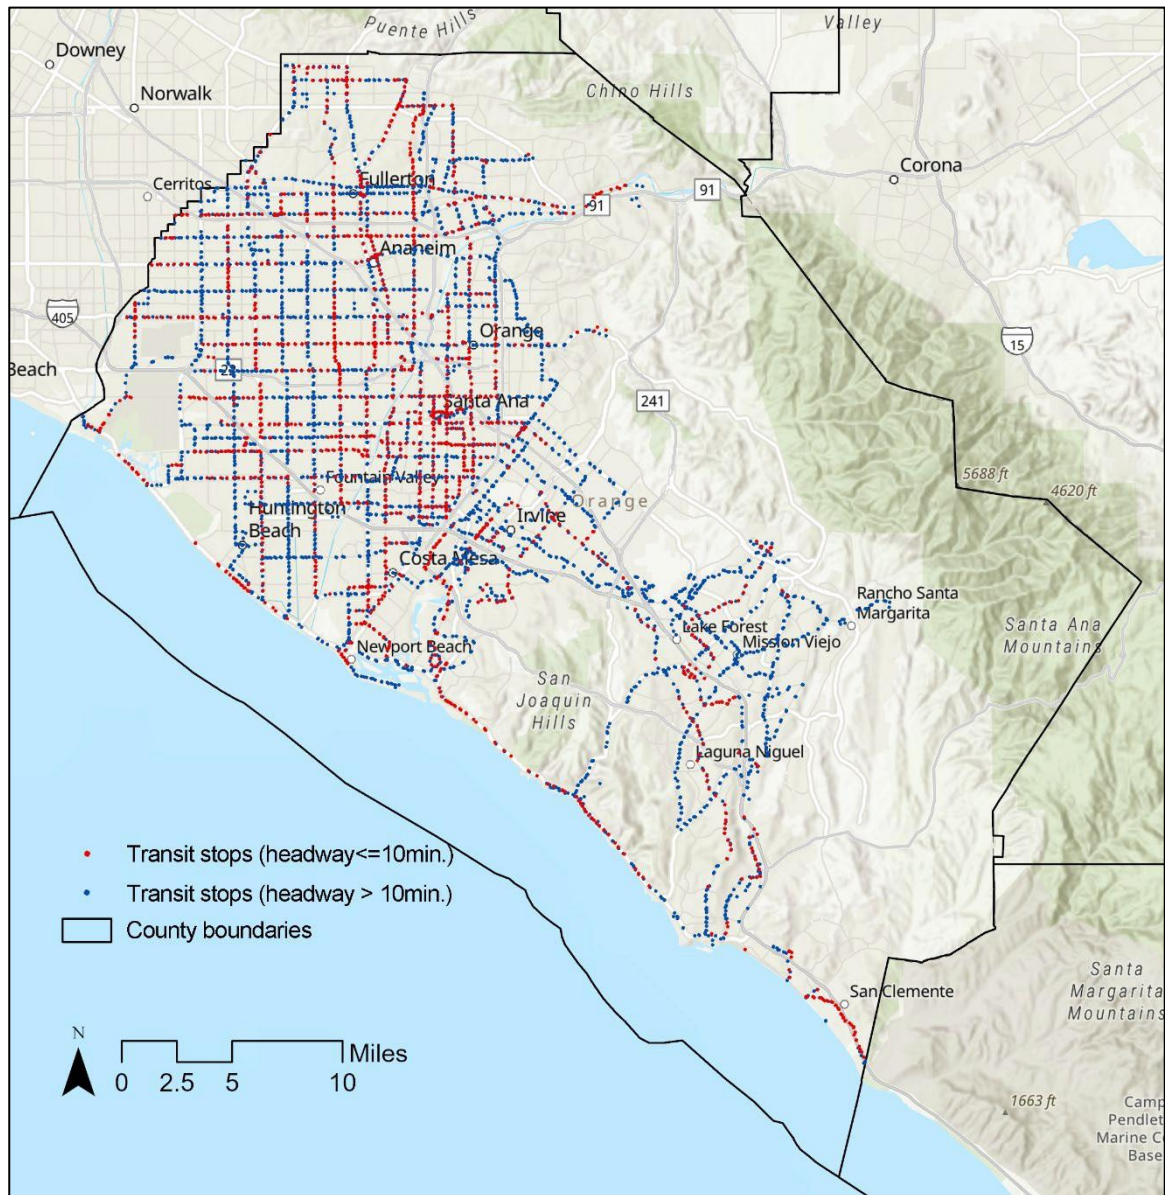 Puente Hills
Valley
Downey
Norwalk
Chino Hills
Corona
Cerritos
Fullerton
91
91
Anaheim
405
Orange
15
Beach
22
Santa Ana
241
Fountain Valley
5688 ft
4620 ft
Orange
Huntington
Beach
Irvine
Costa Mesa
Rancho Santa
Margarita
Lake Forest
Mission Viejo
Santa Ana
Mountains
Newport Beach
San
Joaquin
Hills
Laguna Niguel
Transit stops (headway<=10min.)
Transit stops (headway > 10min.)
County boundaries
San Clemente
Santa
Margarita
Mountains
N
Miles
0 2.5 5 10
1663 ft
Camp
Pendlet
Marine C
Base